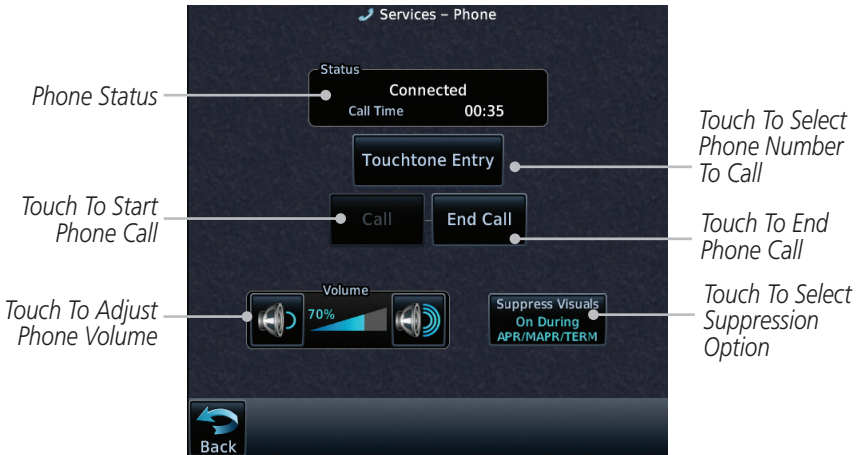 Services – Phone
Status
Connected
Call Time 00:35
Phone Status
Touchtone Entry
Touch To Select
Phone Number
To Call
Touch To Start
Phone Call
Call
End Call
Touch To End
Phone Call
Touch To Adjust
Phone Volume
Volume
70%
Suppress Visuals
On During
APR/MAPR/TERM
Touch To Select
Suppression
Option
Back